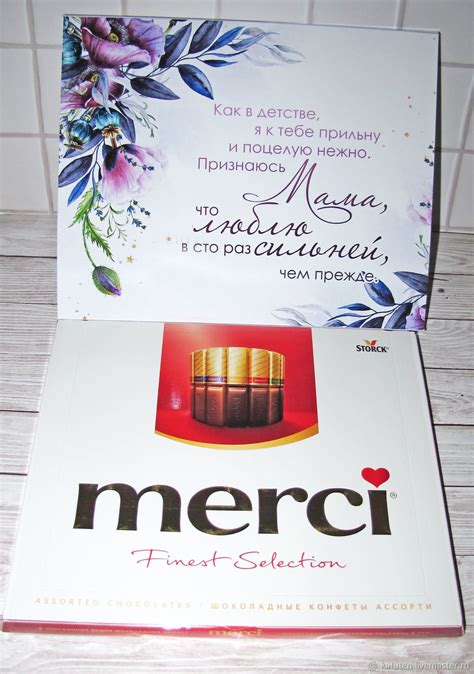 Как в детстве,
я к тебе прильну
и поцелую нежно.
Признаюсь
Мама,
что люблю
в сто раз сильней,
чем прежде.
STORCK
merci
Finest Selection
ASSORTED CHOCOLATES / ШОКОЛАДНЫЕ КОНФЕТЫ АССОРТИ